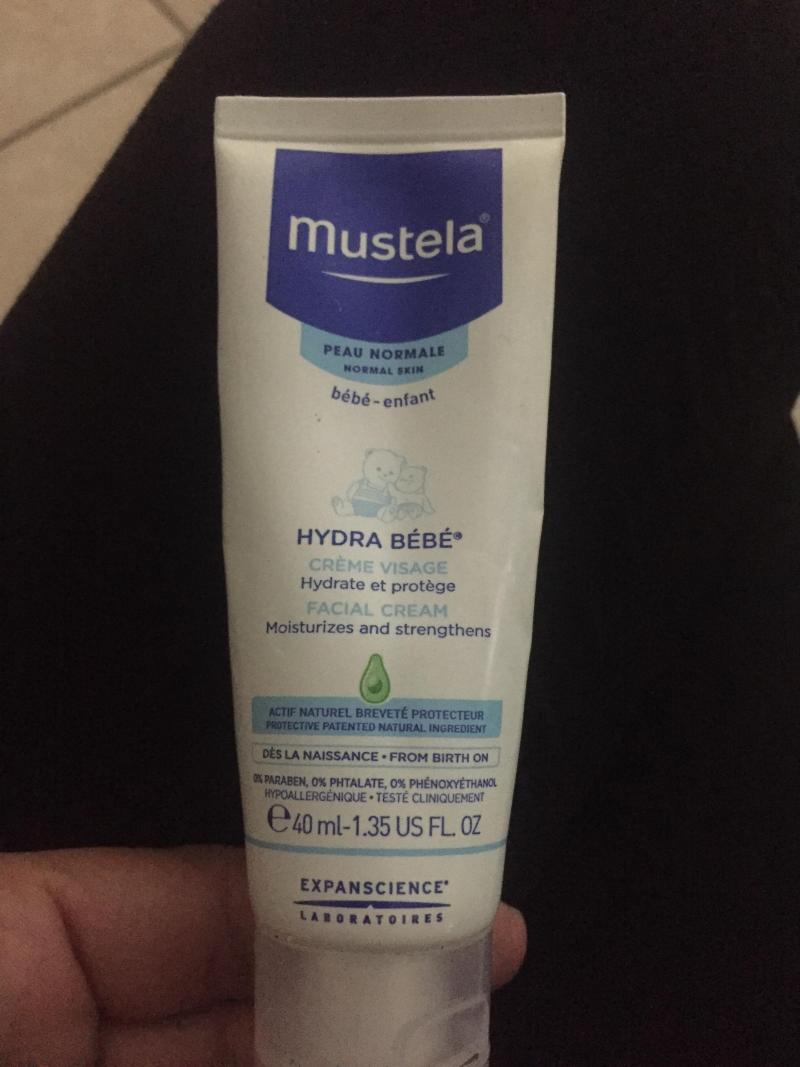 mustela®
PEAU NORMALE
NORMAL SKIN
bébé-enfant
HYDRA BÉBÉ®
CRÈME VISAGE
Hydrate et protège
FACIAL CREAM
Moisturizes and strengthens
ACTIF NATUREL BREVETÉ PROTECTEUR
PROTECTIVE PATENTED NATURAL INGREDIENT
DÈS LA NAISSANCE • FROM BIRTH ON
0% PARABEN, 0% PHTALATE, 0% PHÉNOXYÉTHANOL
HYPOALLERGÉNIQUE • TESTÉ CLINIQUEMENT
℮40 ml-1.35 US FL. OZ
EXPANSCIENCE®
LABORATOIRES